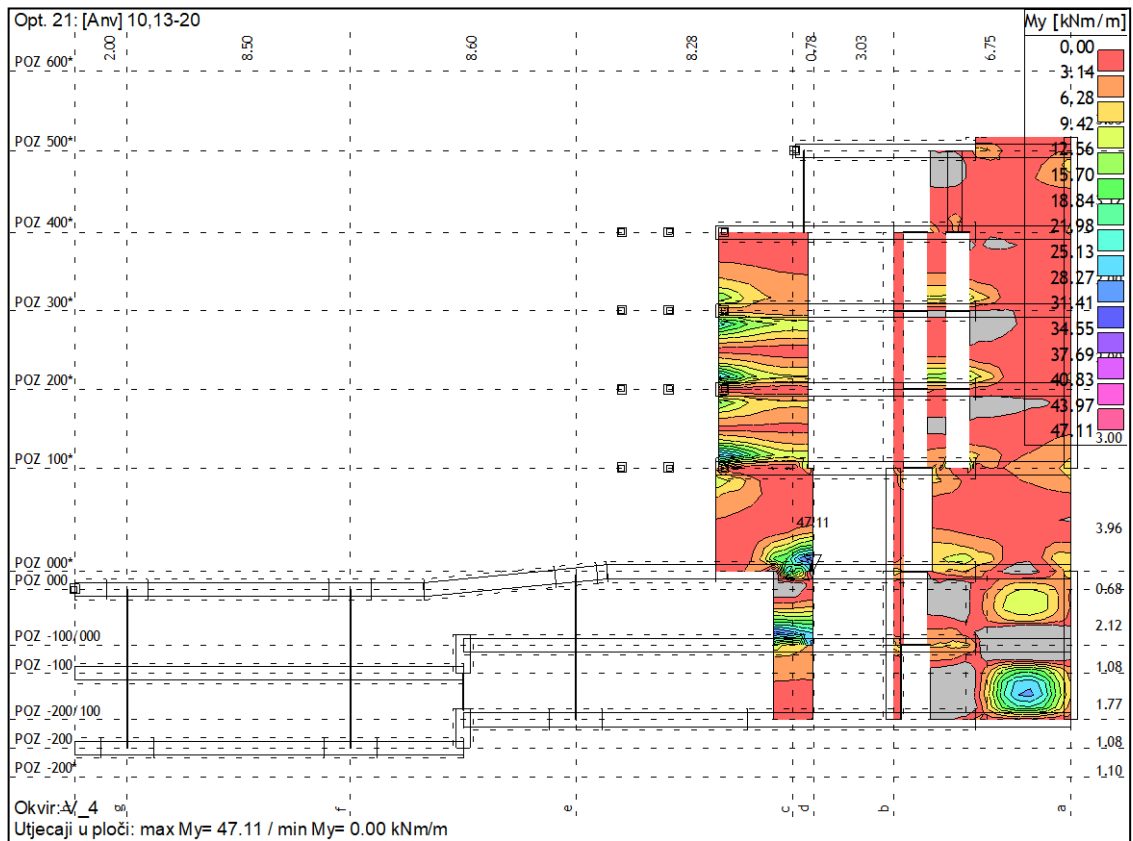 Opt. 21: [Anv] 10,13-20
My [kNm/m]
2.00
8.50
8.60
8.28
0.78
3.03
6.75
0,00
3.14
6.28
9.42
12.56
15.70
18.84
21.98
25.13
28.27
31.41
34.55
37.69
40.83
43.97
47.11
POZ 600*
POZ 500*
POZ 400*
POZ 300*
POZ 200*
POZ 100*
3.00
47.11
3.96
POZ 000*
POZ 000
0.68
2.12
POZ -100/000
POZ -100
1.08
1.77
POZ -200/100
POZ -200
1.08
POZ -200*
1.10
g
f
e
c
d
b
a
Okvir: V_4
Utjecaji u ploči: max My= 47.11 / min My= 0.00 kNm/m